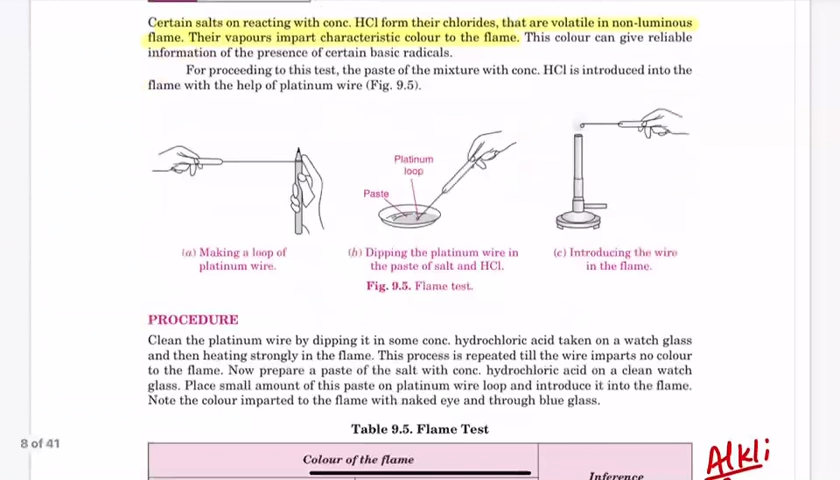 Certain salts on reacting with conc. HCl form their chlorides, that are volatile in non-luminous
flame. Their vapours impart characteristic colour to the flame. This colour can give reliable
information of the presence of certain basic radicals.
For proceeding to this test, the paste of the mixture with conc. HCl is introduced into the
flame with the help of platinum wire (Fig. 9.5).
Platinum
loop
Paste
(a) Making a loop of
platinum wire.
(b) Dipping the platinum wire in
the paste of salt and HCl.
(c) Introducing the wire
in the flame.
Fig. 9.5. Flame test.
PROCEDURE
Clean the platinum wire by dipping it in some conc. hydrochloric acid taken on a watch glass
and then heating strongly in the flame. This process is repeated till the wire imparts no colour
to the flame. Now prepare a paste of the salt with conc. hydrochloric acid on a clean watch
glass. Place small amount of this paste on platinum wire loop and introduce it into the flame.
Note the colour imparted to the flame with naked eye and through blue glass.
8 of 41
Table 9.5. Flame Test
Colour of the flame
Inference
Alkli